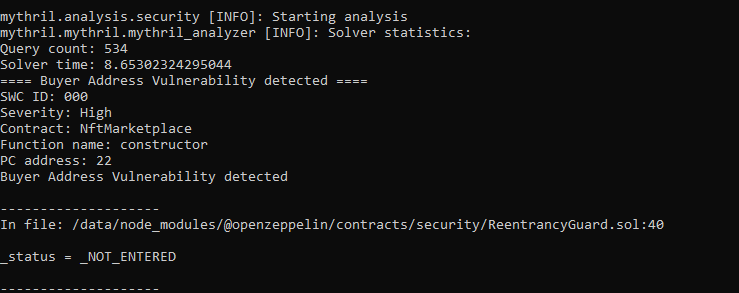 mythril.analysis.security [INFO]: Starting analysis
mythril.mythril.mythril_analyzer [INFO]: Solver statistics:
Query count: 534
Solver time: 8.65302324295044
==== Buyer Address Vulnerability detected ====
SWC ID: 000
Severity: High
Contract: NftMarketplace
Function name: constructor
PC address: 22
Buyer Address Vulnerability detected

--------------------
In file: /data/node_modules/@openzeppelin/contracts/security/ReentrancyGuard.sol:40

_status = _NOT_ENTERED

--------------------